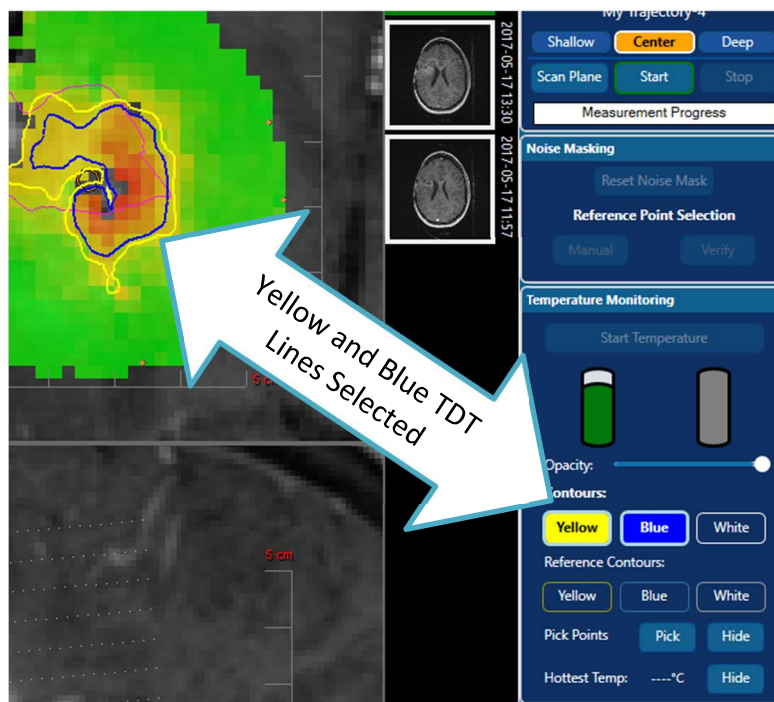 My Trajectory-4
Shallow
Center
Deep
Scan Plane
Start
Stop
Measurement Progress
Noise Masking
Reset Noise Mask
Reference Point Selection
Manual
Verify
Temperature Monitoring
Start Temperature
Opacity:
Contours:
Yellow
Blue
White
Reference Contours:
Yellow
Blue
White
Pick Points
Pick
Hide
Hottest Temp:
----°C
Hide
2017-05-17 13:30
2017-05-17 11:57
Yellow and Blue TDT
Lines Selected
5 c
5 cm